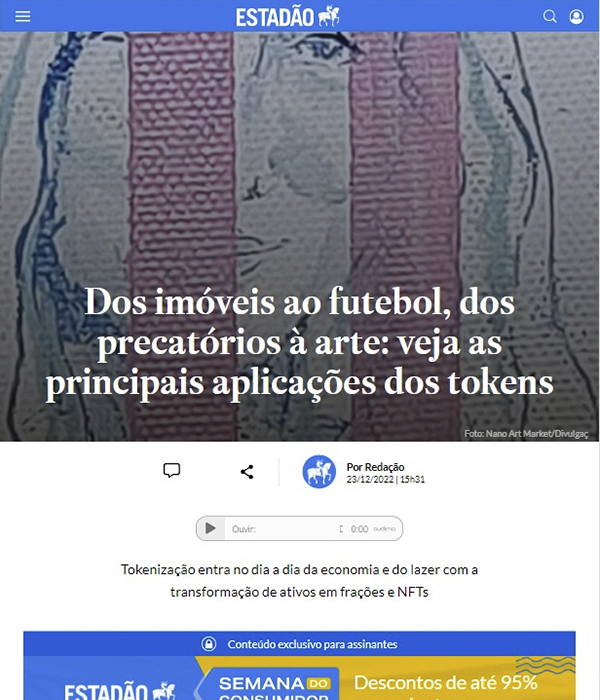 ESTADÃO
Dos imóveis ao futebol, dos
precatórios à arte: veja as
principais aplicações dos tokens
Foto: Nano Art Market/Divulgaç
Por Redação
23/12/2022 | 15h31
Ouvir:
0:00
audima
Tokenização entra no dia a dia da economia e do lazer com a
transformação de ativos em frações e NFTs
Conteúdo exclusivo para assinantes
ESTADÃO
SEMANA DO
CONSUMIDOR
Descontos de até 95%